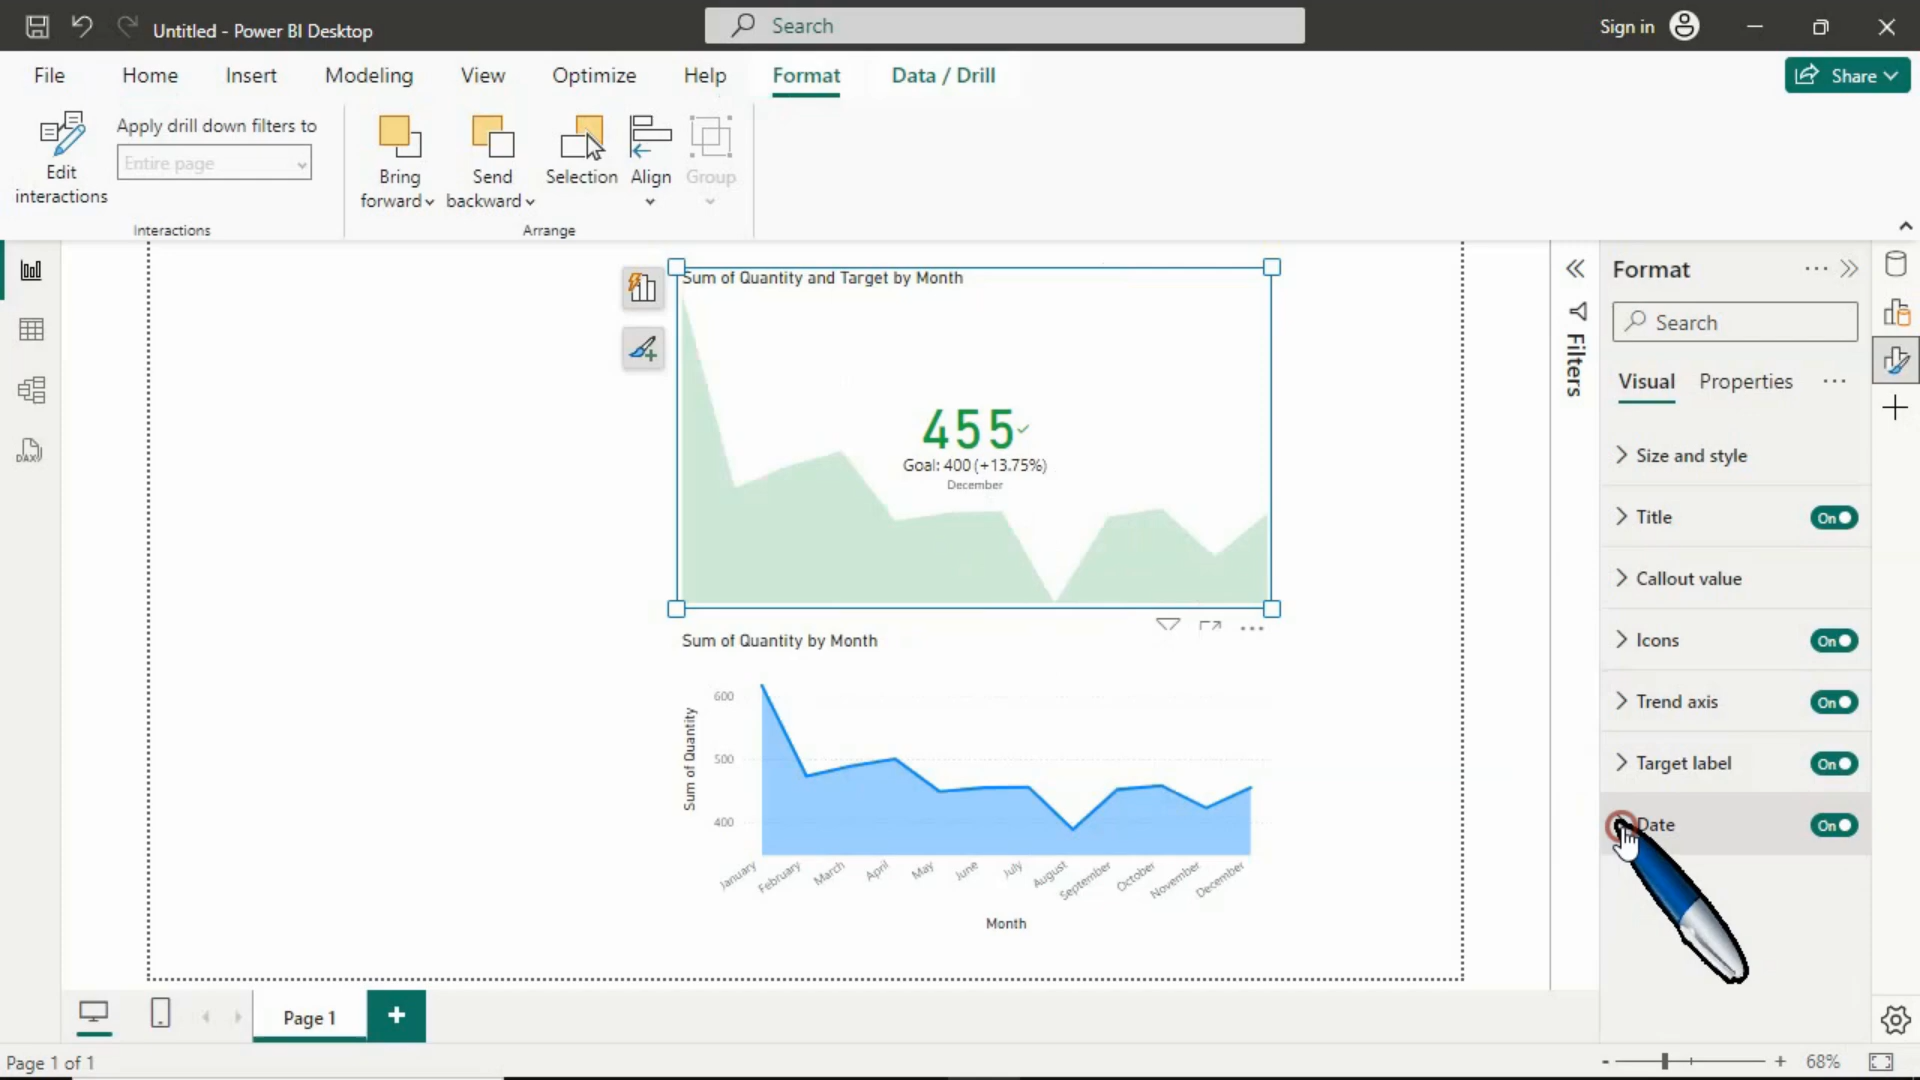 Untitled - Power BI Desktop
Search
Sign in
File
Home
Insert
Modeling
View
Optimize
Help
Format
Data / Drill
Share
Edit
interactions
Apply drill down filters to
Entire page
Interactions
Bring
forward
Send
backward
Selection
Align
Group
Arrange
Sum of Quantity and Target by Month
455
Goal: 400 (+13.75%)
December
Sum of Quantity by Month
Sum of Quantity
600
500
400
January
February
March
April
May
June
July
August
September
October
November
December
Month
Filters
Format
Search
Visual
Properties
Size and style
Title
On
Callout value
Icons
On
Trend axis
On
Target label
On
Date
On
DAX
Page 1
Page 1 of 1
68%